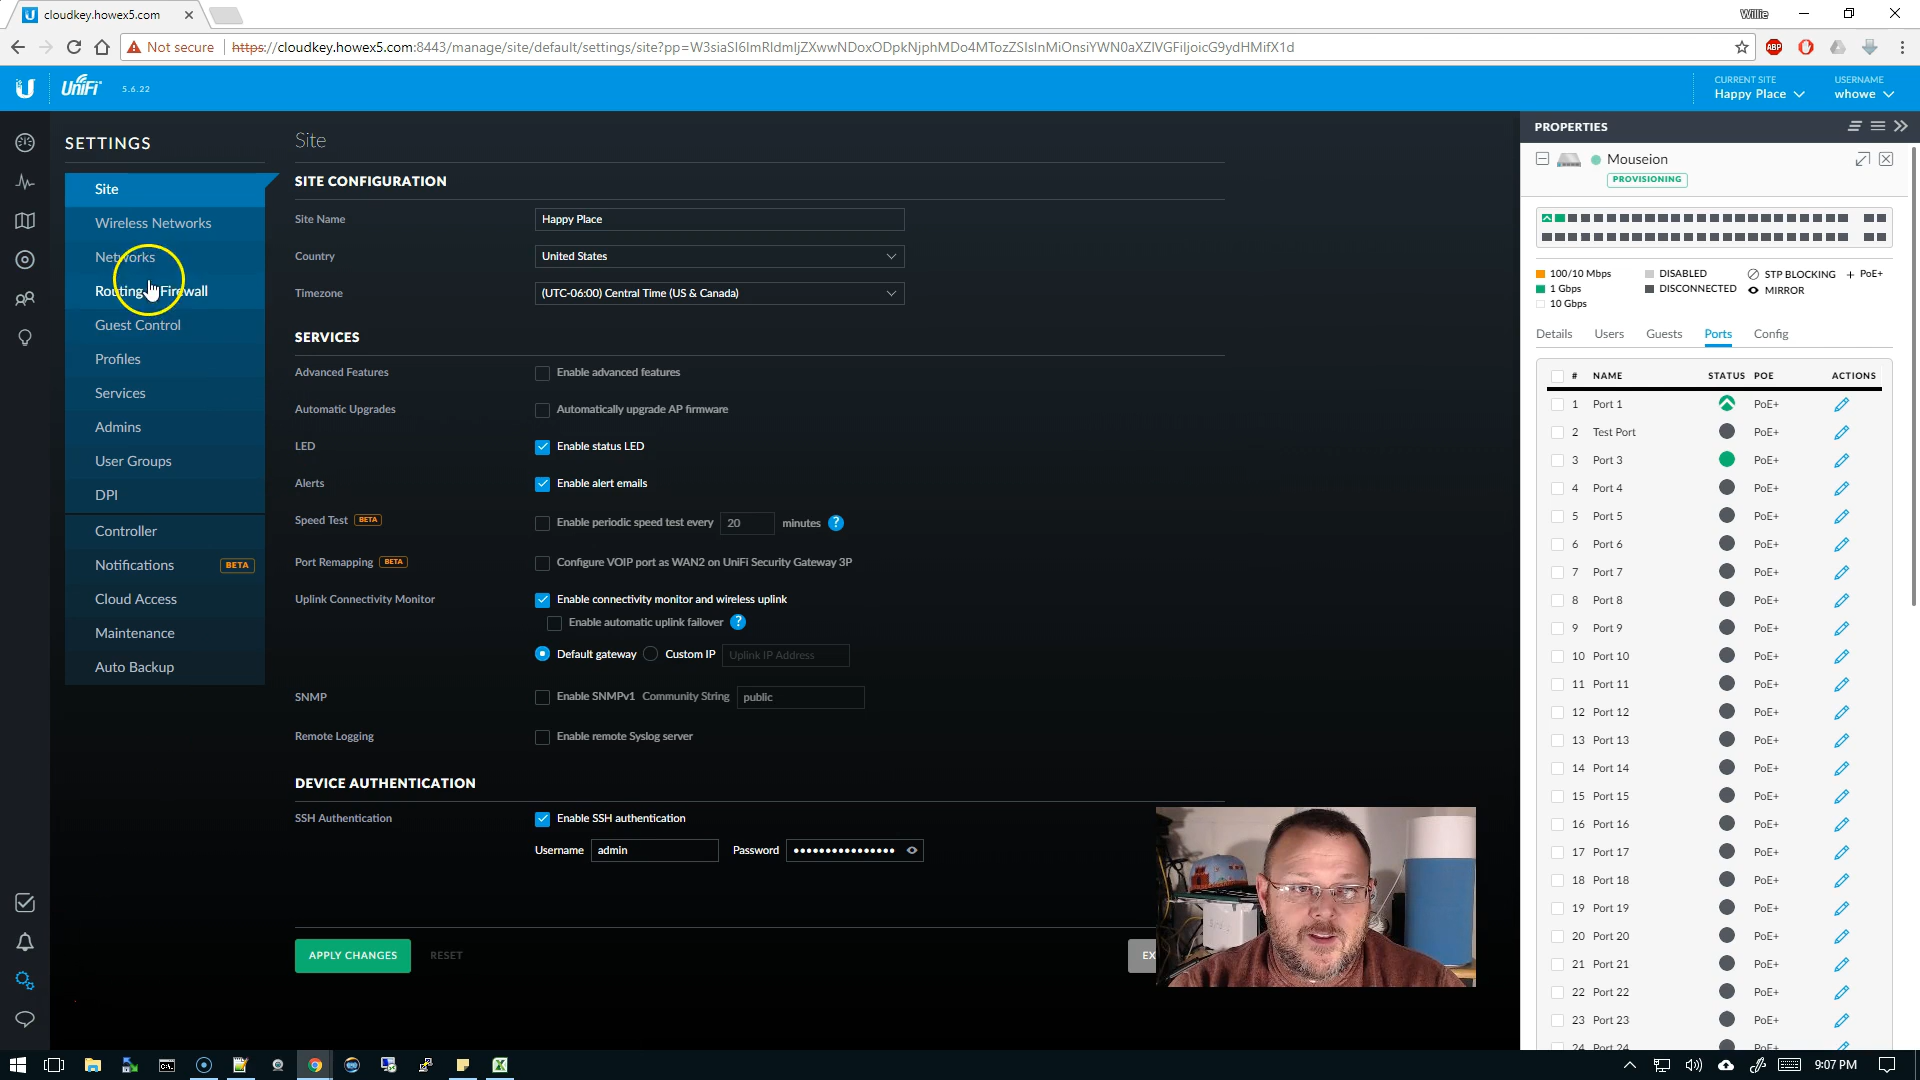 cloudkey.howex5.com
Willie
Not secure
https://cloudkey.howex5.com:8443/manage/site/default/settings/site?pp=W3siaSI6ImRldmljZXwwNDoxODpkNjphMDo4MTozZSIsInMiOnsiYWN0aXZlVGFiIjoicG9ydHMifX1d
UniFi 5.6.22
CURRENT SITE
Happy Place
USERNAME
whowe
SETTINGS
Site
Wireless Networks
Networks
Routing Firewall
Guest Control
Profiles
Services
Admins
User Groups
DPI
Controller
Notifications BETA
Cloud Access
Maintenance
Auto Backup
Site
SITE CONFIGURATION
Site Name Happy Place
Country United States
Timezone (UTC-06:00) Central Time (US & Canada)
SERVICES
Advanced Features Enable advanced features
Automatic Upgrades Automatically upgrade AP firmware
LED Enable status LED
Alerts Enable alert emails
Speed Test BETA Enable periodic speed test every 20 minutes ?
Port Remapping BETA Configure VOIP port as WAN2 on UniFi Security Gateway 3P
Uplink Connectivity Monitor Enable connectivity monitor and wireless uplink
Enable automatic uplink failover ?
Default gateway Custom IP Uplink IP Address
SNMP Enable SNMPv1 Community String public
Remote Logging Enable remote Syslog server
DEVICE AUTHENTICATION
SSH Authentication Enable SSH authentication
Username admin Password ••••••••••••••••
APPLY CHANGES RESET EX
PROPERTIES
Mouseion
PROVISIONING
100/10 Mbps DISABLED STP BLOCKING + PoE+
1 Gbps DISCONNECTED MIRROR
10 Gbps
Details Users Guests Ports Config
# NAME STATUS POE ACTIONS
1 Port 1 PoE+
2 Test Port PoE+
3 Port 3 PoE+
4 Port 4 PoE+
5 Port 5 PoE+
6 Port 6 PoE+
7 Port 7 PoE+
8 Port 8 PoE+
9 Port 9 PoE+
10 Port 10 PoE+
11 Port 11 PoE+
12 Port 12 PoE+
13 Port 13 PoE+
14 Port 14 PoE+
15 Port 15 PoE+
16 Port 16 PoE+
17 Port 17 PoE+
18 Port 18 PoE+
19 Port 19 PoE+
20 Port 20 PoE+
21 Port 21 PoE+
22 Port 22 PoE+
23 Port 23 PoE+
24 Port 24 PoE+
9:07 PM